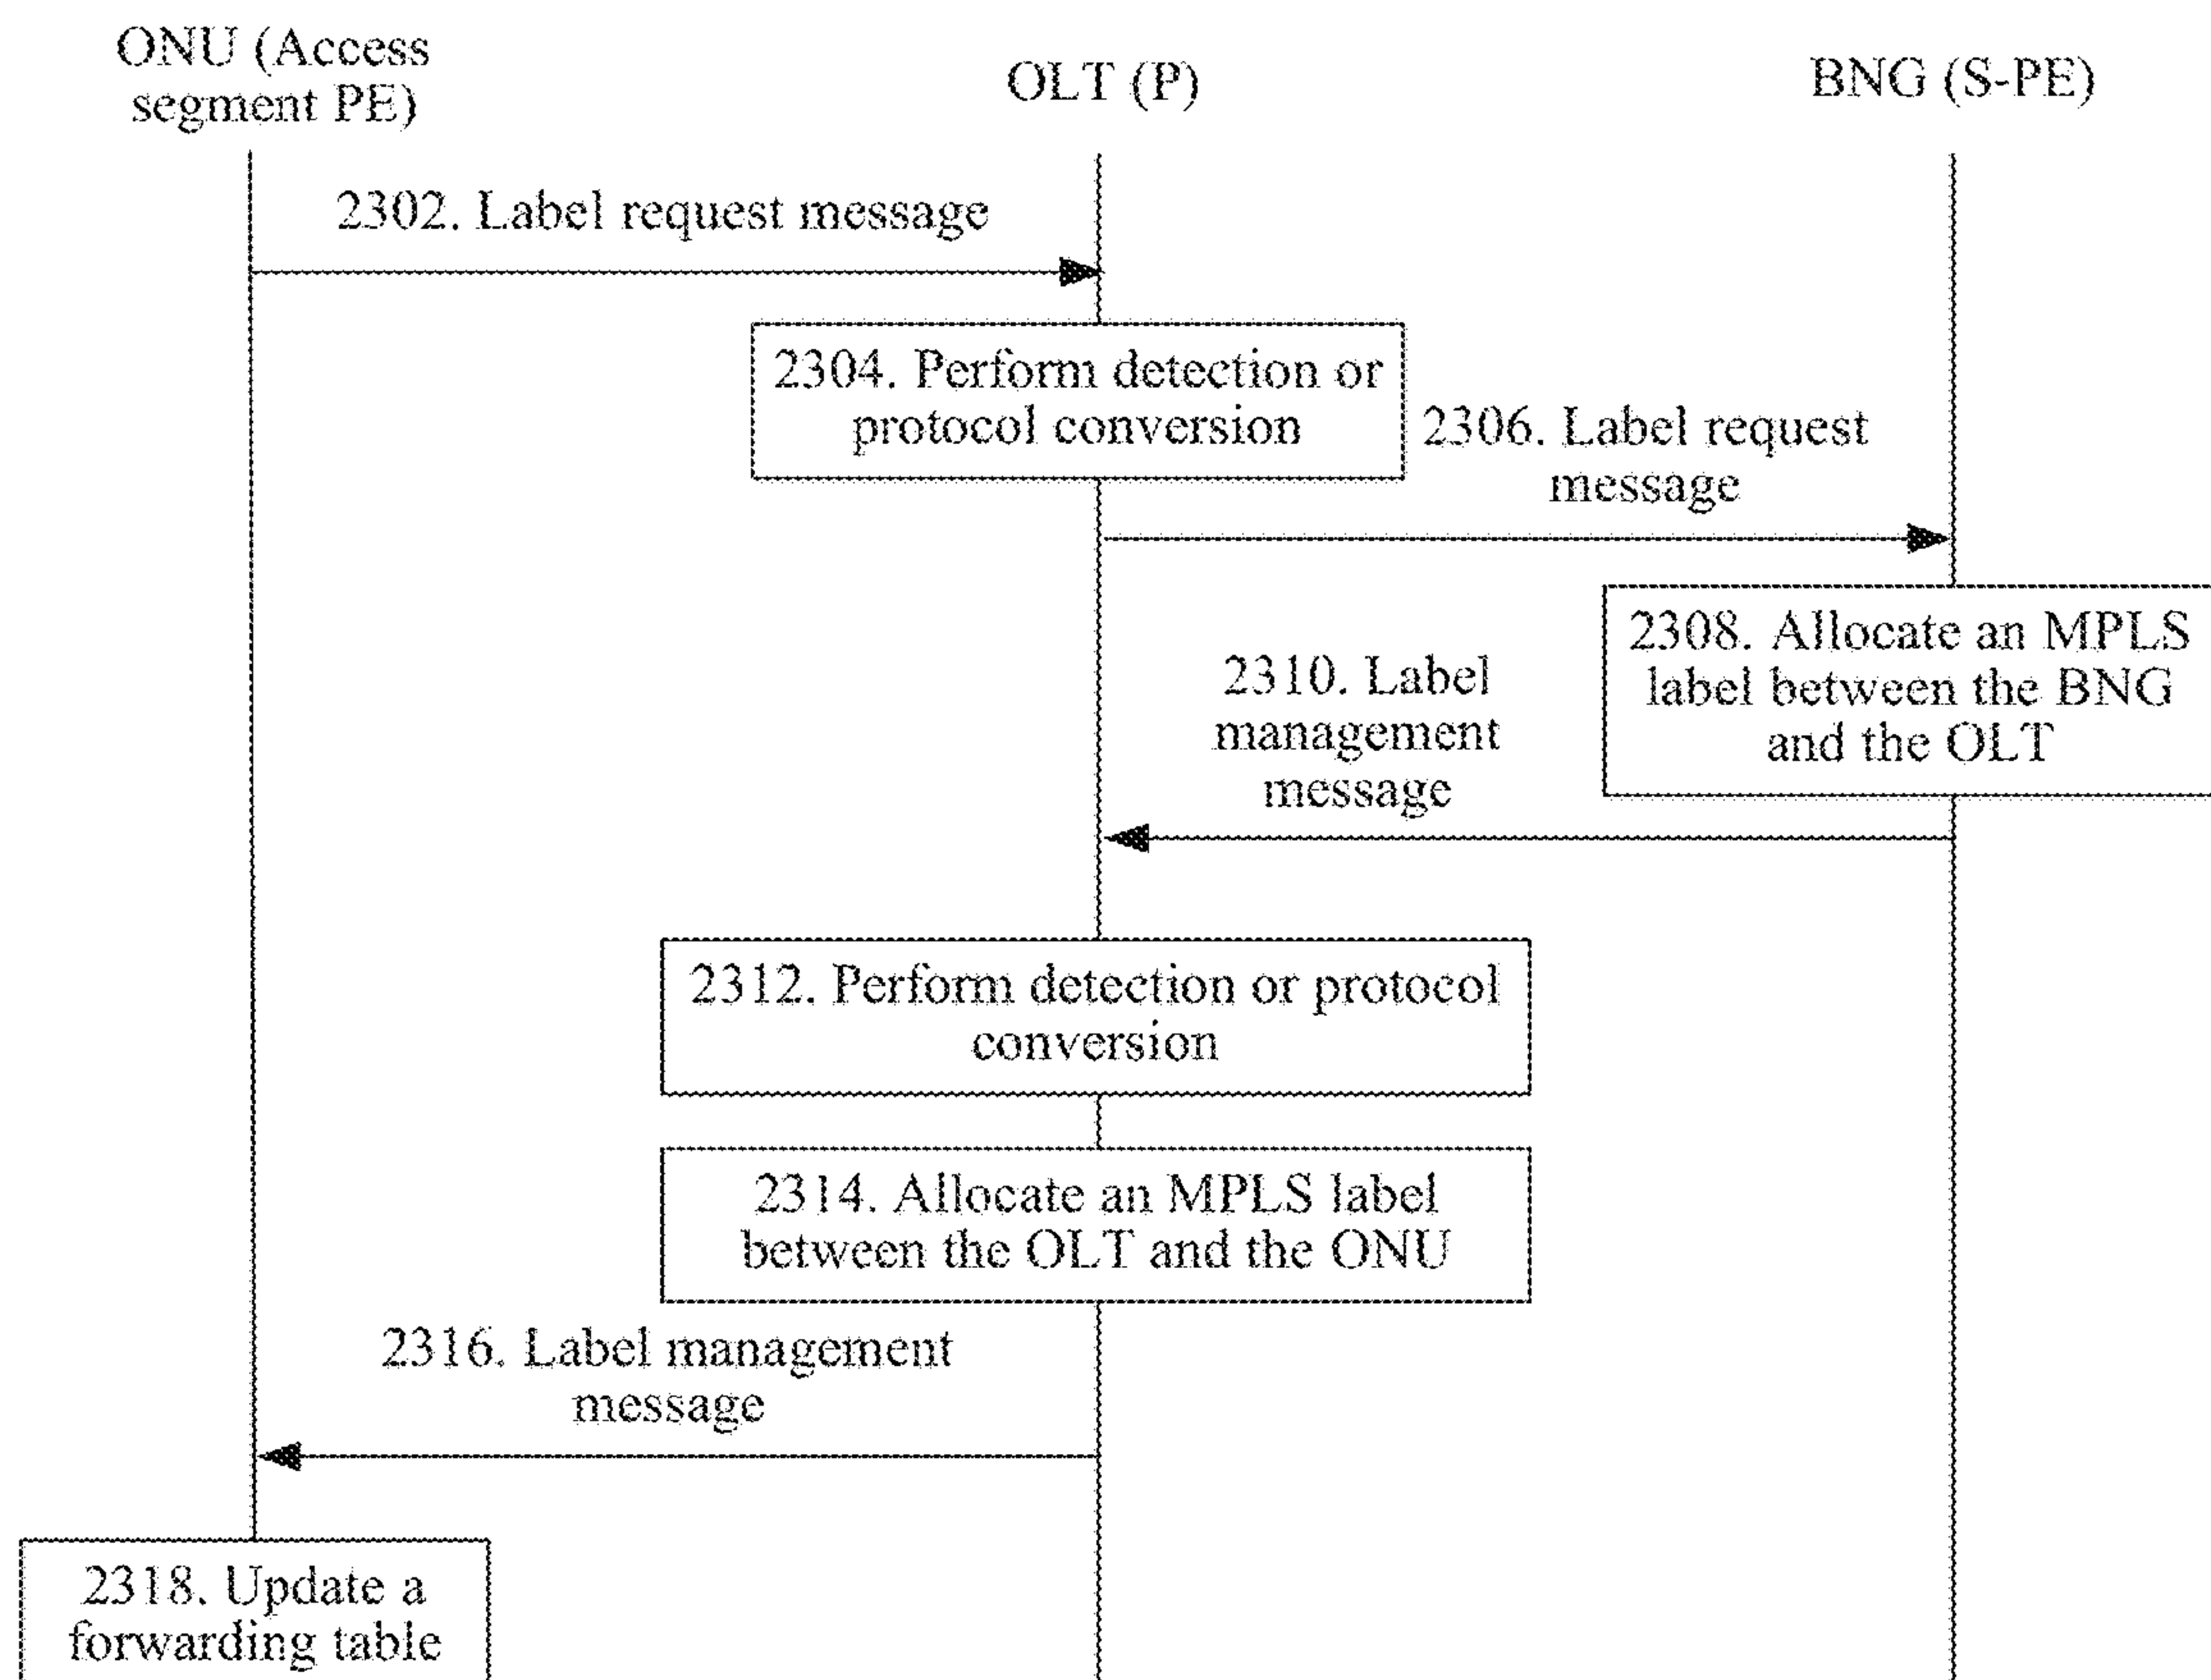 ONU (Access
segment PE)
OLT (P)
BNG (S-PE)
2302. Label request message
2304. Perform detection or
protocol conversion
2306. Label request
message
2308. Allocate an MPLS
label between the BNG
and the OLT
2310. Label
management
message
2312. Perform detection or protocol
conversion
2314. Allocate an MPLS label
between the OLT and the ONU
2316. Label management
message
2318. Update a
forwarding table